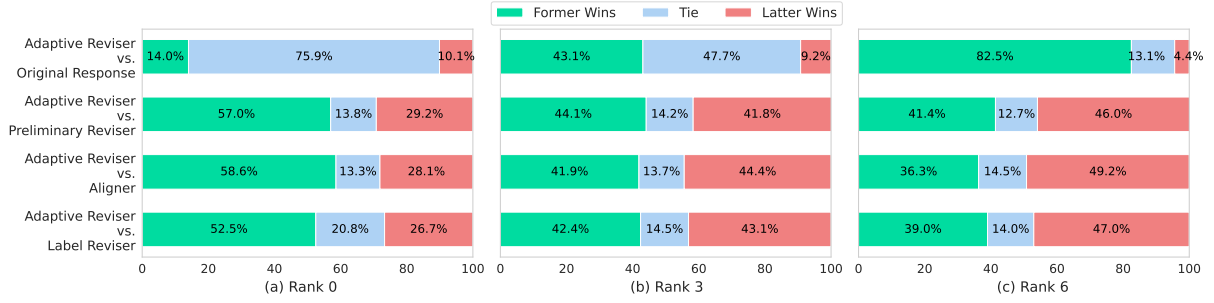 Former Wins Tie Latter Wins
Adaptive Reviser
vs.
Original Response
14.0% 75.9% 10.1%
43.1% 47.7% 9.2%
82.5% 13.1% 4.4%
Adaptive Reviser
vs.
Preliminary Reviser
57.0% 13.8% 29.2%
44.1% 14.2% 41.8%
41.4% 12.7% 46.0%
Adaptive Reviser
vs.
Aligner
58.6% 13.3% 28.1%
41.9% 13.7% 44.4%
36.3% 14.5% 49.2%
Adaptive Reviser
vs.
Label Reviser
52.5% 20.8% 26.7%
42.4% 14.5% 43.1%
39.0% 14.0% 47.0%
0 20 40 60 80 100
0 20 40 60 80 100
0 20 40 60 80 100
(a) Rank 0
(b) Rank 3
(c) Rank 6